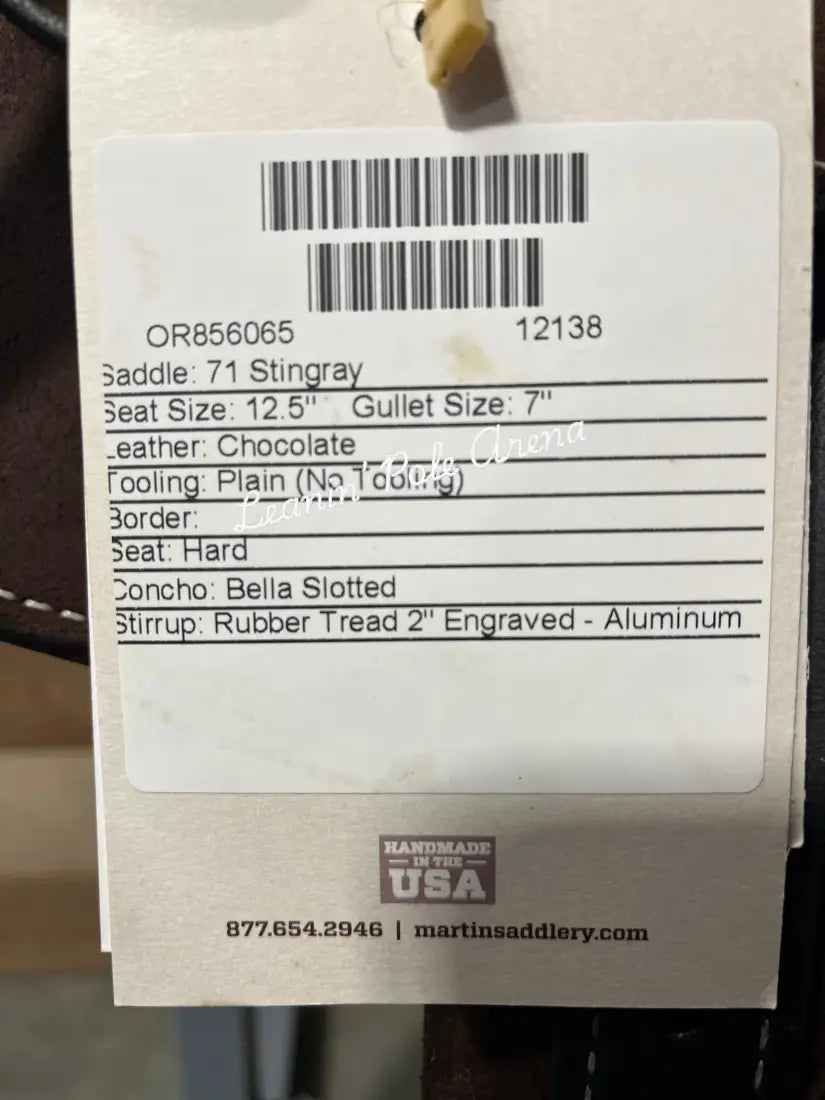 OR856065 12138
Saddle: 71 Stingray
Seat Size: 12.5" Gullet Size: 7"
Leather: Chocolate
Tooling: Plain (No Tooling)
Leanin' Pole Arena
Border:
Seat: Hard
Concho: Bella Slotted
Stirrup: Rubber Tread 2" Engraved - Aluminum
HANDMADE
IN THE
USA
877.654.2946 | martinsaddlery.com